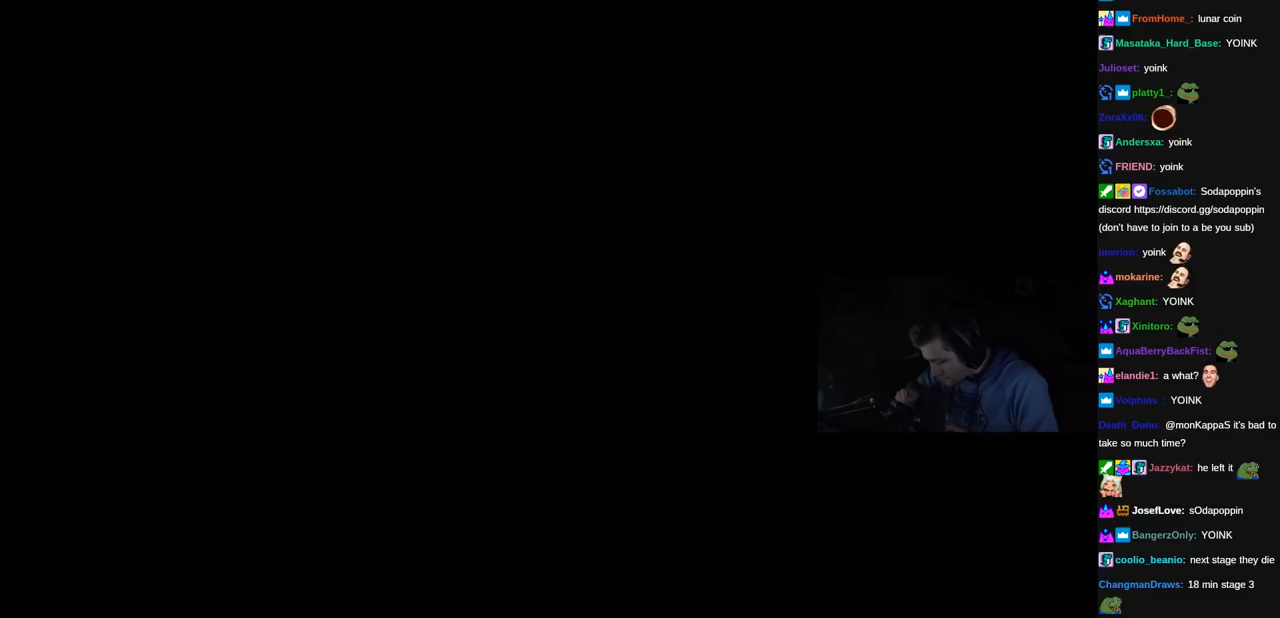 FromHome_: lunar coin
Masataka_Hard_Base: YOINK
Julioset: yoink
platty1_:
ZoraXx06:
Andersxa: yoink
FRIEND: yoink
Fossabot: Sodapoppin's
discord https://discord.gg/sodapoppin
(don't have to join to a be you sub)
imerion: yoink
mokarine:
Xaghant: YOINK
Xinitoro:
AquaBerryBackFist:
elandie1: a what?
Volphins_: YOINK
Death_Dono: @monKappaS it's bad to
take so much time?
Jazzykat: he left it
JosefLove: sOdapoppin
BangerzOnly: YOINK
coolio_beanio: next stage they die
ChangmanDraws: 18 min stage 3